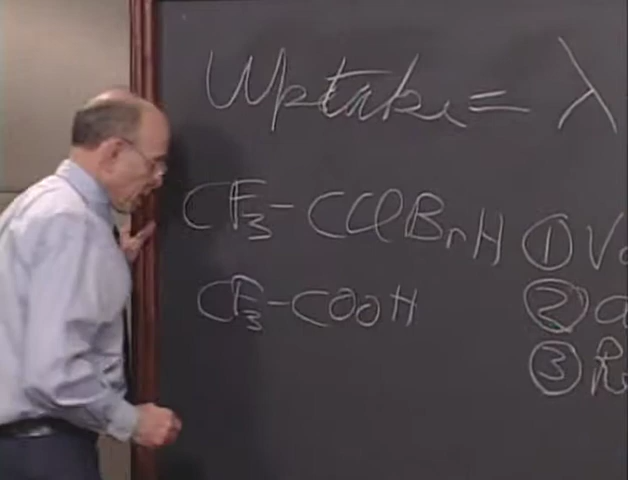 Uptake = λ
CF₃-CClBrH ① V
CF₃-COOH ② a
③ R